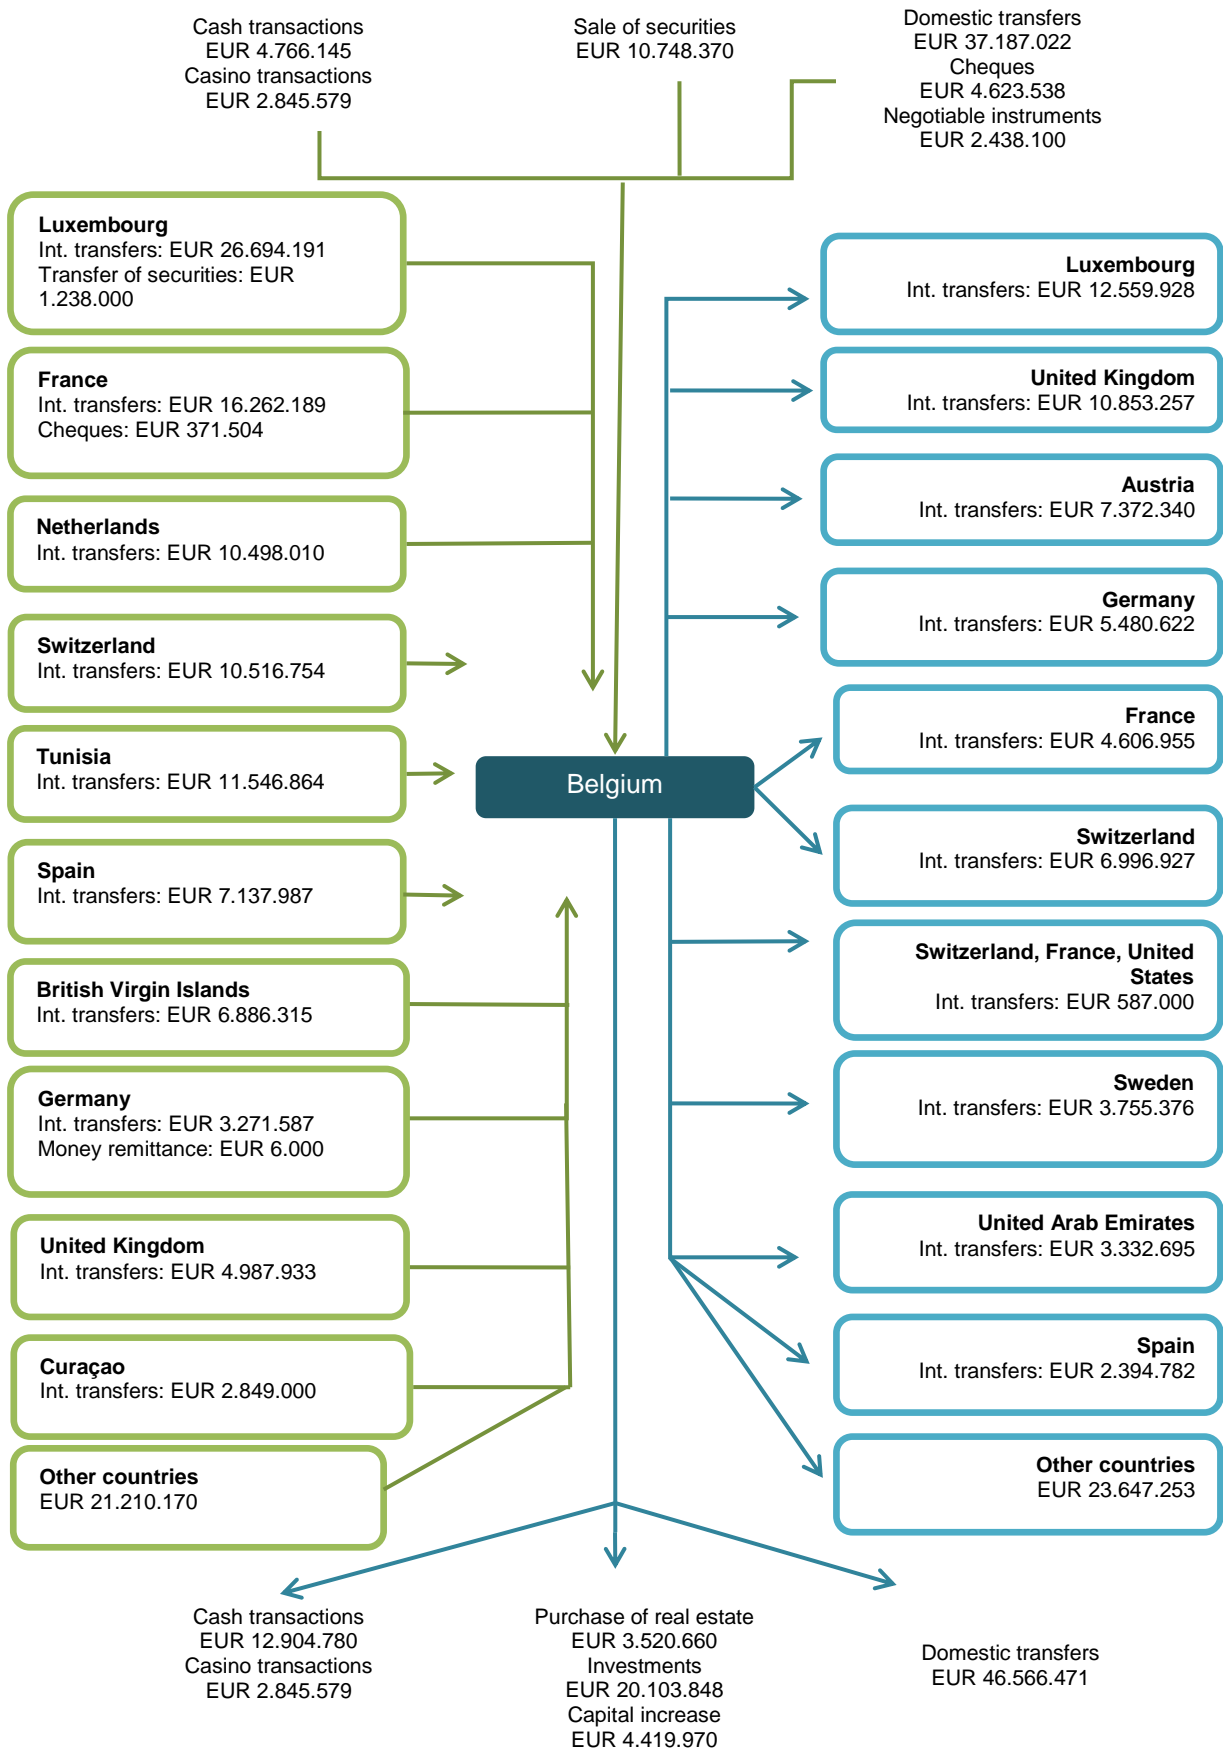 Cash transactions
EUR 4.766.145
Casino transactions
EUR 2.845.579
Sale of securities
EUR 10.748.370
Domestic transfers
EUR 37.187.022
Cheques
EUR 4.623.538
Negotiable instruments
EUR 2.438.100
Luxembourg
Int. transfers: EUR 26.694.191
Transfer of securities: EUR
1.238.000
France
Int. transfers: EUR 16.262.189
Cheques: EUR 371.504
Netherlands
Int. transfers: EUR 10.498.010
Switzerland
Int. transfers: EUR 10.516.754
Tunisia
Int. transfers: EUR 11.546.864
Spain
Int. transfers: EUR 7.137.987
British Virgin Islands
Int. transfers: EUR 6.886.315
Germany
Int. transfers: EUR 3.271.587
Money remittance: EUR 6.000
United Kingdom
Int. transfers: EUR 4.987.933
Curaçao
Int. transfers: EUR 2.849.000
Other countries
EUR 21.210.170
Belgium
Luxembourg
Int. transfers: EUR 12.559.928
United Kingdom
Int. transfers: EUR 10.853.257
Austria
Int. transfers: EUR 7.372.340
Germany
Int. transfers: EUR 5.480.622
France
Int. transfers: EUR 4.606.955
Switzerland
Int. transfers: EUR 6.996.927
Switzerland, France, United
States
Int. transfers: EUR 587.000
Sweden
Int. transfers: EUR 3.755.376
United Arab Emirates
Int. transfers: EUR 3.332.695
Spain
Int. transfers: EUR 2.394.782
Other countries
EUR 23.647.253
Cash transactions
EUR 12.904.780
Casino transactions
EUR 2.845.579
Purchase of real estate
EUR 3.520.660
Investments
EUR 20.103.848
Capital increase
EUR 4.419.970
Domestic transfers
EUR 46.566.471